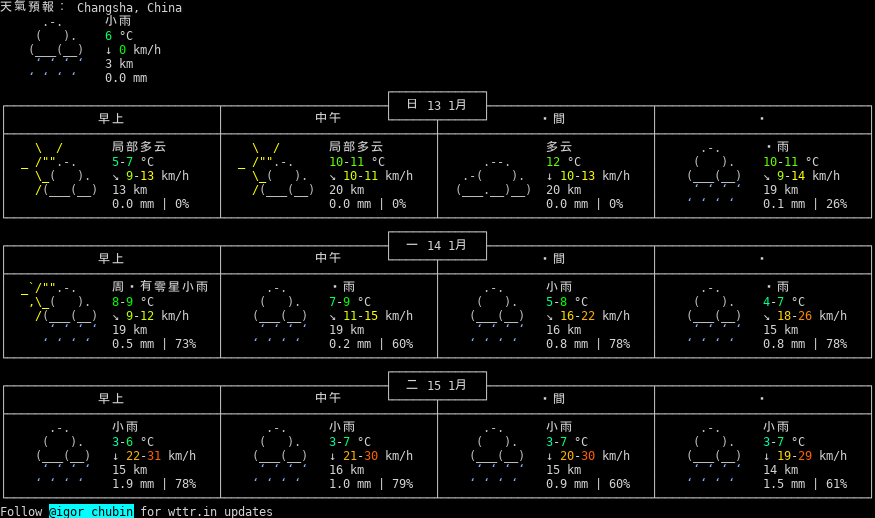 天氣預報： Changsha, China
小雨
6 °C
↓ 0 km/h
3 km
0.0 mm
日 13 1月
早上 中午 ・間 ・
局部多云 局部多云 多云 ・雨
5-7 °C 10-11 °C 12 °C 10-11 °C
↘ 9-13 km/h ↘ 10-11 km/h ↓ 10-13 km/h ↘ 9-14 km/h
13 km 20 km 20 km 19 km
0.0 mm | 0% 0.0 mm | 0% 0.0 mm | 0% 0.1 mm | 26%
一 14 1月
早上 中午 ・間 ・
周・有零星小雨 ・雨 小雨 ・雨
8-9 °C 7-9 °C 5-8 °C 4-7 °C
↘ 9-12 km/h ↘ 11-15 km/h ↘ 16-22 km/h ↘ 18-26 km/h
19 km 19 km 16 km 15 km
0.5 mm | 73% 0.2 mm | 60% 0.8 mm | 78% 0.8 mm | 78%
二 15 1月
早上 中午 ・間 ・
小雨 小雨 小雨 小雨
3-6 °C 3-7 °C 3-7 °C 3-7 °C
↓ 22-31 km/h ↓ 21-30 km/h ↓ 20-30 km/h ↓ 19-29 km/h
15 km 16 km 15 km 14 km
1.9 mm | 78% 1.0 mm | 79% 0.9 mm | 60% 1.5 mm | 61%
Follow @igor_chubin for wttr.in updates